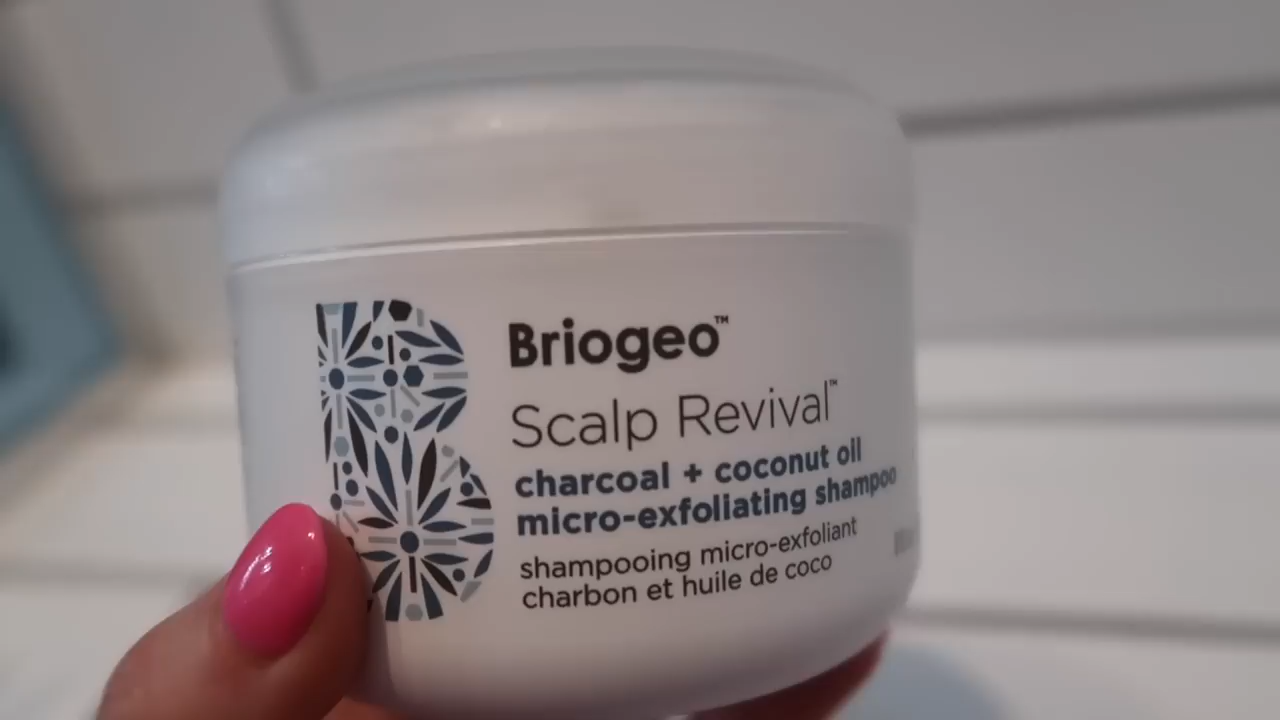 Briogeo™
Scalp Revival™
charcoal + coconut oil
micro-exfoliating shampoo
shampooing micro-exfoliant
charbon et huile de coco